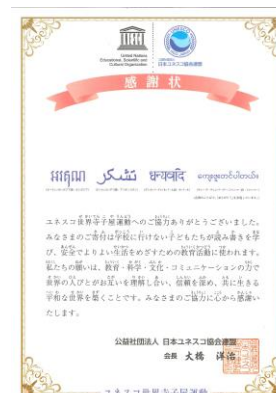 United Nations
Educational, Scientific and
Cultural Organization
日本ユネスコ協会連盟
感謝状
អរគុណ تشکر धन्यवाद ကျေးဇူးတင်ပါတယ်။
ユネスコ世界寺子屋運動へのご協力ありがとうございました。
みなさまのご寄付は学校に行けない子どもたちが読み書きを学
び、安全でよりよい生活をめざすための教育活動に使われます。
私たちの願いは、教育・科学・文化・コミュニケーションの力で
世界の人びとがお互いを理解し合い、信頼を深め、共に生きる
平和な世界を築くことです。みなさまのご協力に心から感謝い
たします。
公益社団法人 日本ユネスコ協会連盟
会長 大橋 洋治
ユネスコ世界寺子屋運動